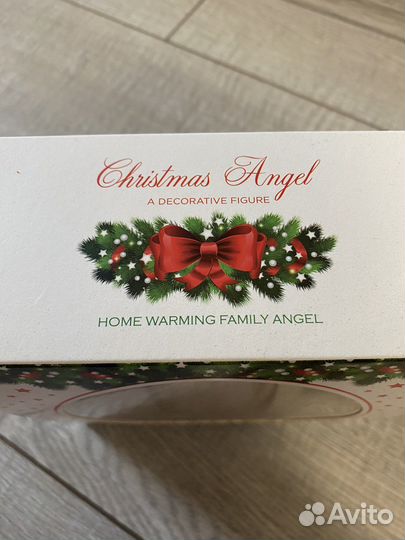 Christmas Angel
A DECORATIVE FIGURE
HOME WARMING FAMILY ANGEL
Avito